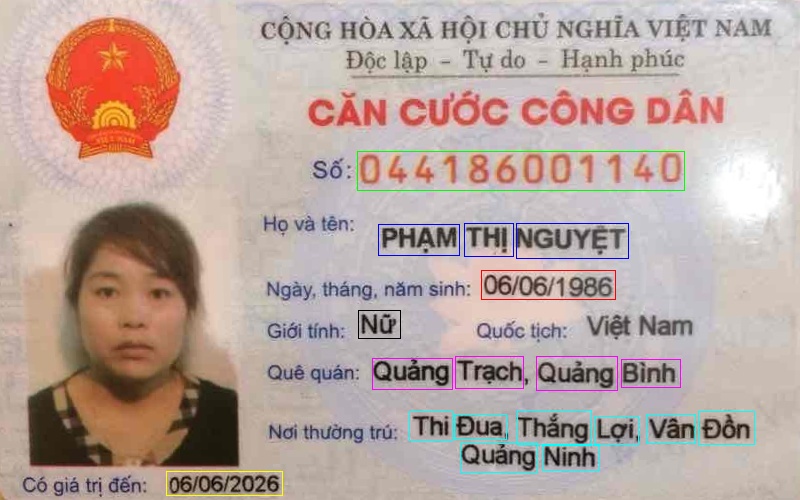 CỘNG HÒA XÃ HỘI CHỦ NGHĨA VIỆT NAM
Độc lập - Tự do - Hạnh phúc
CĂN CƯỚC CÔNG DÂN
Số: 044186001140
Họ và tên: PHẠM THỊ NGUYỆT
Ngày, tháng, năm sinh: 06/06/1986
Giới tính: Nữ Quốc tịch: Việt Nam
Quê quán: Quảng Trạch, Quảng Bình
Nơi thường trú: Thi Đua, Thắng Lợi, Vân Đồn
Quảng Ninh
Có giá trị đến: 06/06/2026